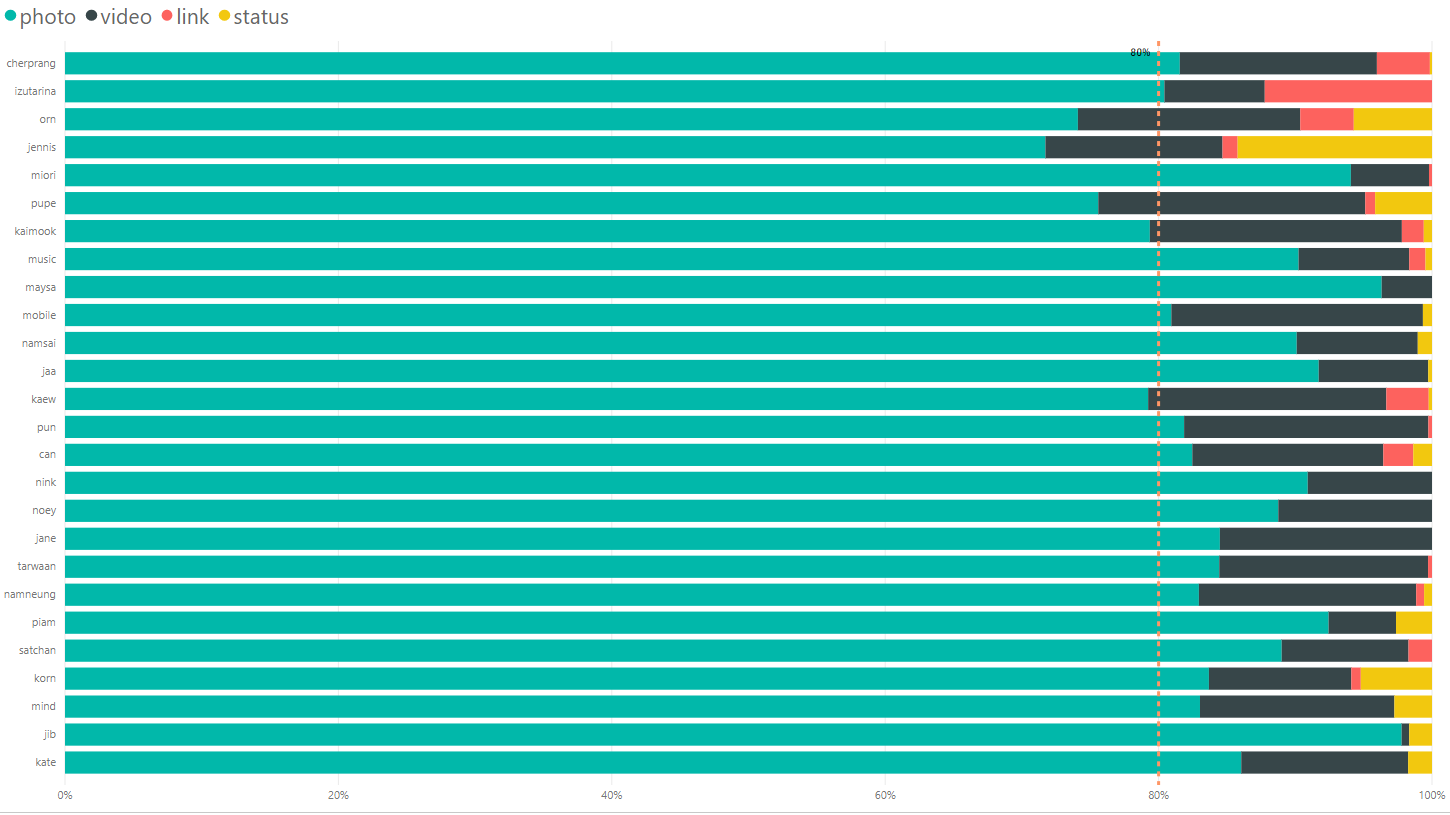 photo video link status
80%
cherprang
izutarina
orn
jennis
miori
pupe
kaimook
music
maysa
mobile
namsai
jaa
kaew
pun
can
nink
noey
jane
tarwaan
namneung
piam
satchan
korn
mind
jib
kate
0% 20% 40% 60% 80% 100%